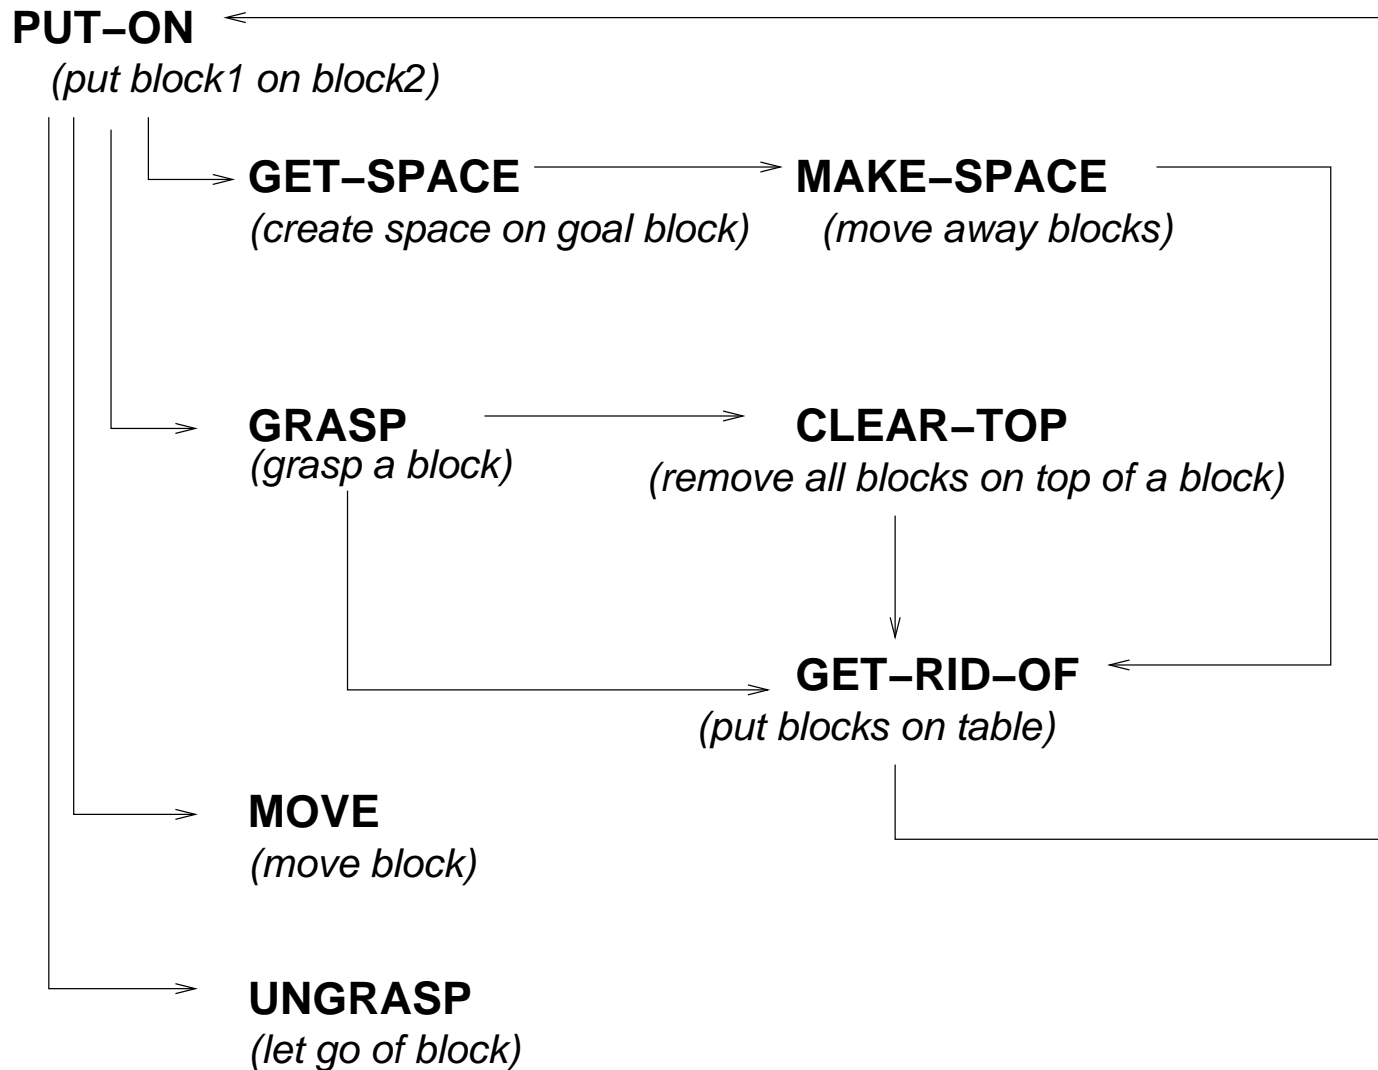 PUT–ON
(put block1 on block2)
GET–SPACE
(create space on goal block)
MAKE–SPACE
(move away blocks)
GRASP
(grasp a block)
CLEAR–TOP
(remove all blocks on top of a block)
GET–RID–OF
(put blocks on table)
MOVE
(move block)
UNGRASP
(let go of block)